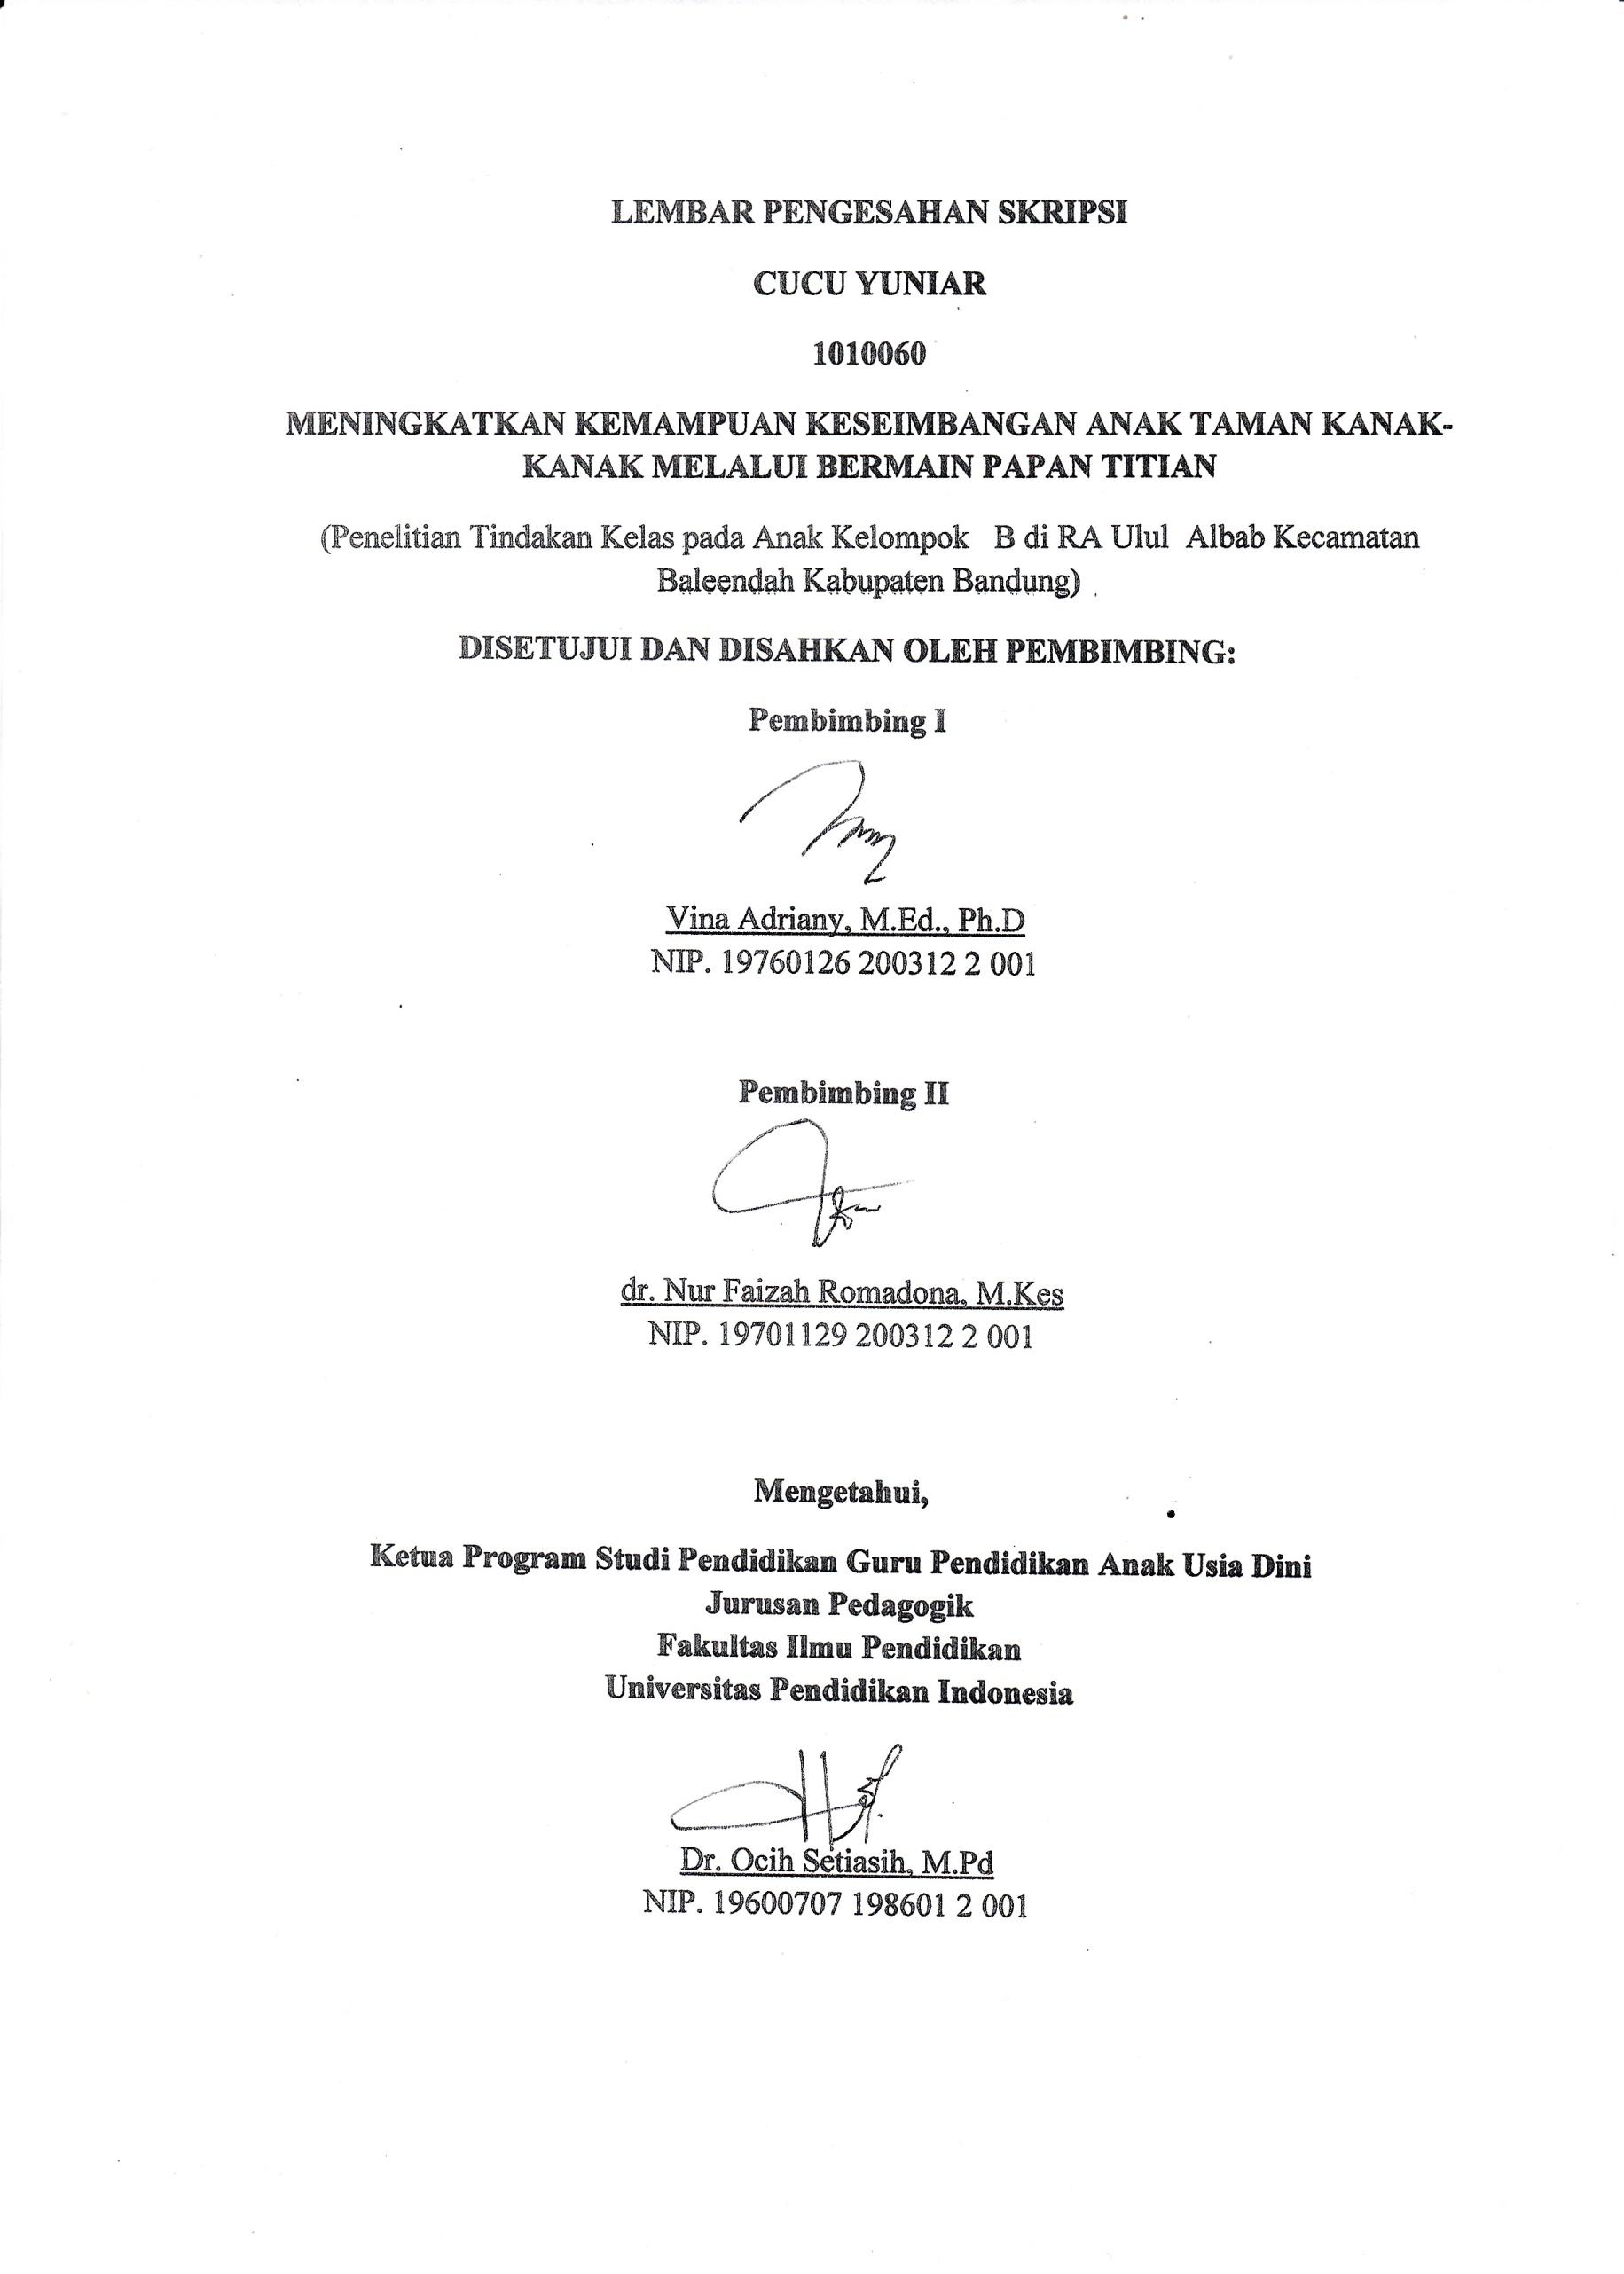 LEMBAR PENGESAHAN SKRIPSI
CUCU YUNIAR
1010060
MENINGKATKAN KEMAMPUAN KESEIMBANGAN ANAK TAMAN KANAK-
KANAK MELALUI BERMAIN PAPAN TITIAN
(Penelitian Tindakan Kelas pada Anak Kelompok B di RA Ulul Albab Kecamatan
Baleendah Kabupaten Bandung)
DISETUJUI DAN DISAHKAN OLEH PEMBIMBING:
Pembimbing I
Vina Adriany, M.Ed., Ph.D
NIP. 19760126 200312 2 001
Pembimbing II
dr. Nur Faizah Romadona, M.Kes
NIP. 19701129 200312 2 001
Mengetahui,
Ketua Program Studi Pendidikan Guru Pendidikan Anak Usia Dini
Jurusan Pedagogik
Fakultas Ilmu Pendidikan
Universitas Pendidikan Indonesia
Dr. Ocih Setiasih, M.Pd
NIP. 19600707 198601 2 001